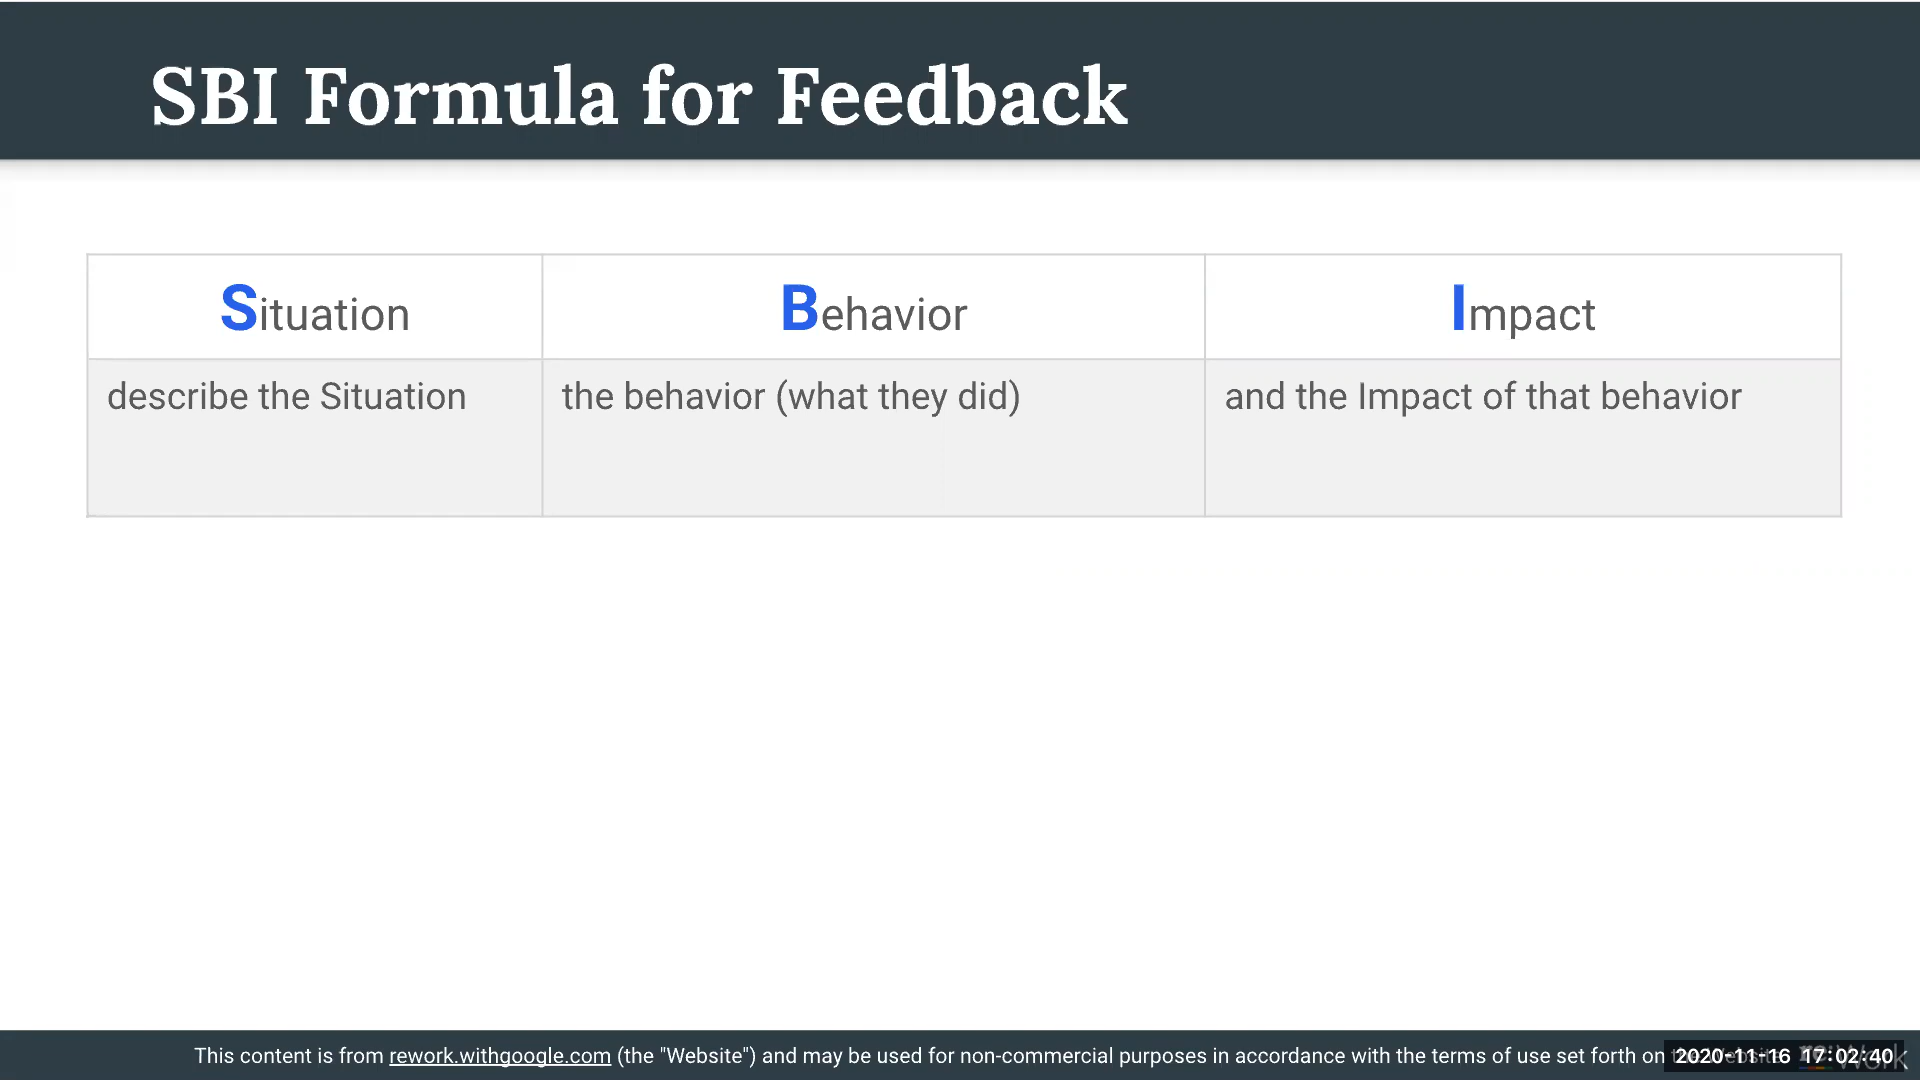 SBI Formula for Feedback
Situation
Behavior
Impact
describe the Situation
the behavior (what they did)
and the Impact of that behavior
This content is from rework.withgoogle.com (the "Website") and may be used for non-commercial purposes in accordance with the terms of use set forth on the Website
2020-11-16 17:02:40